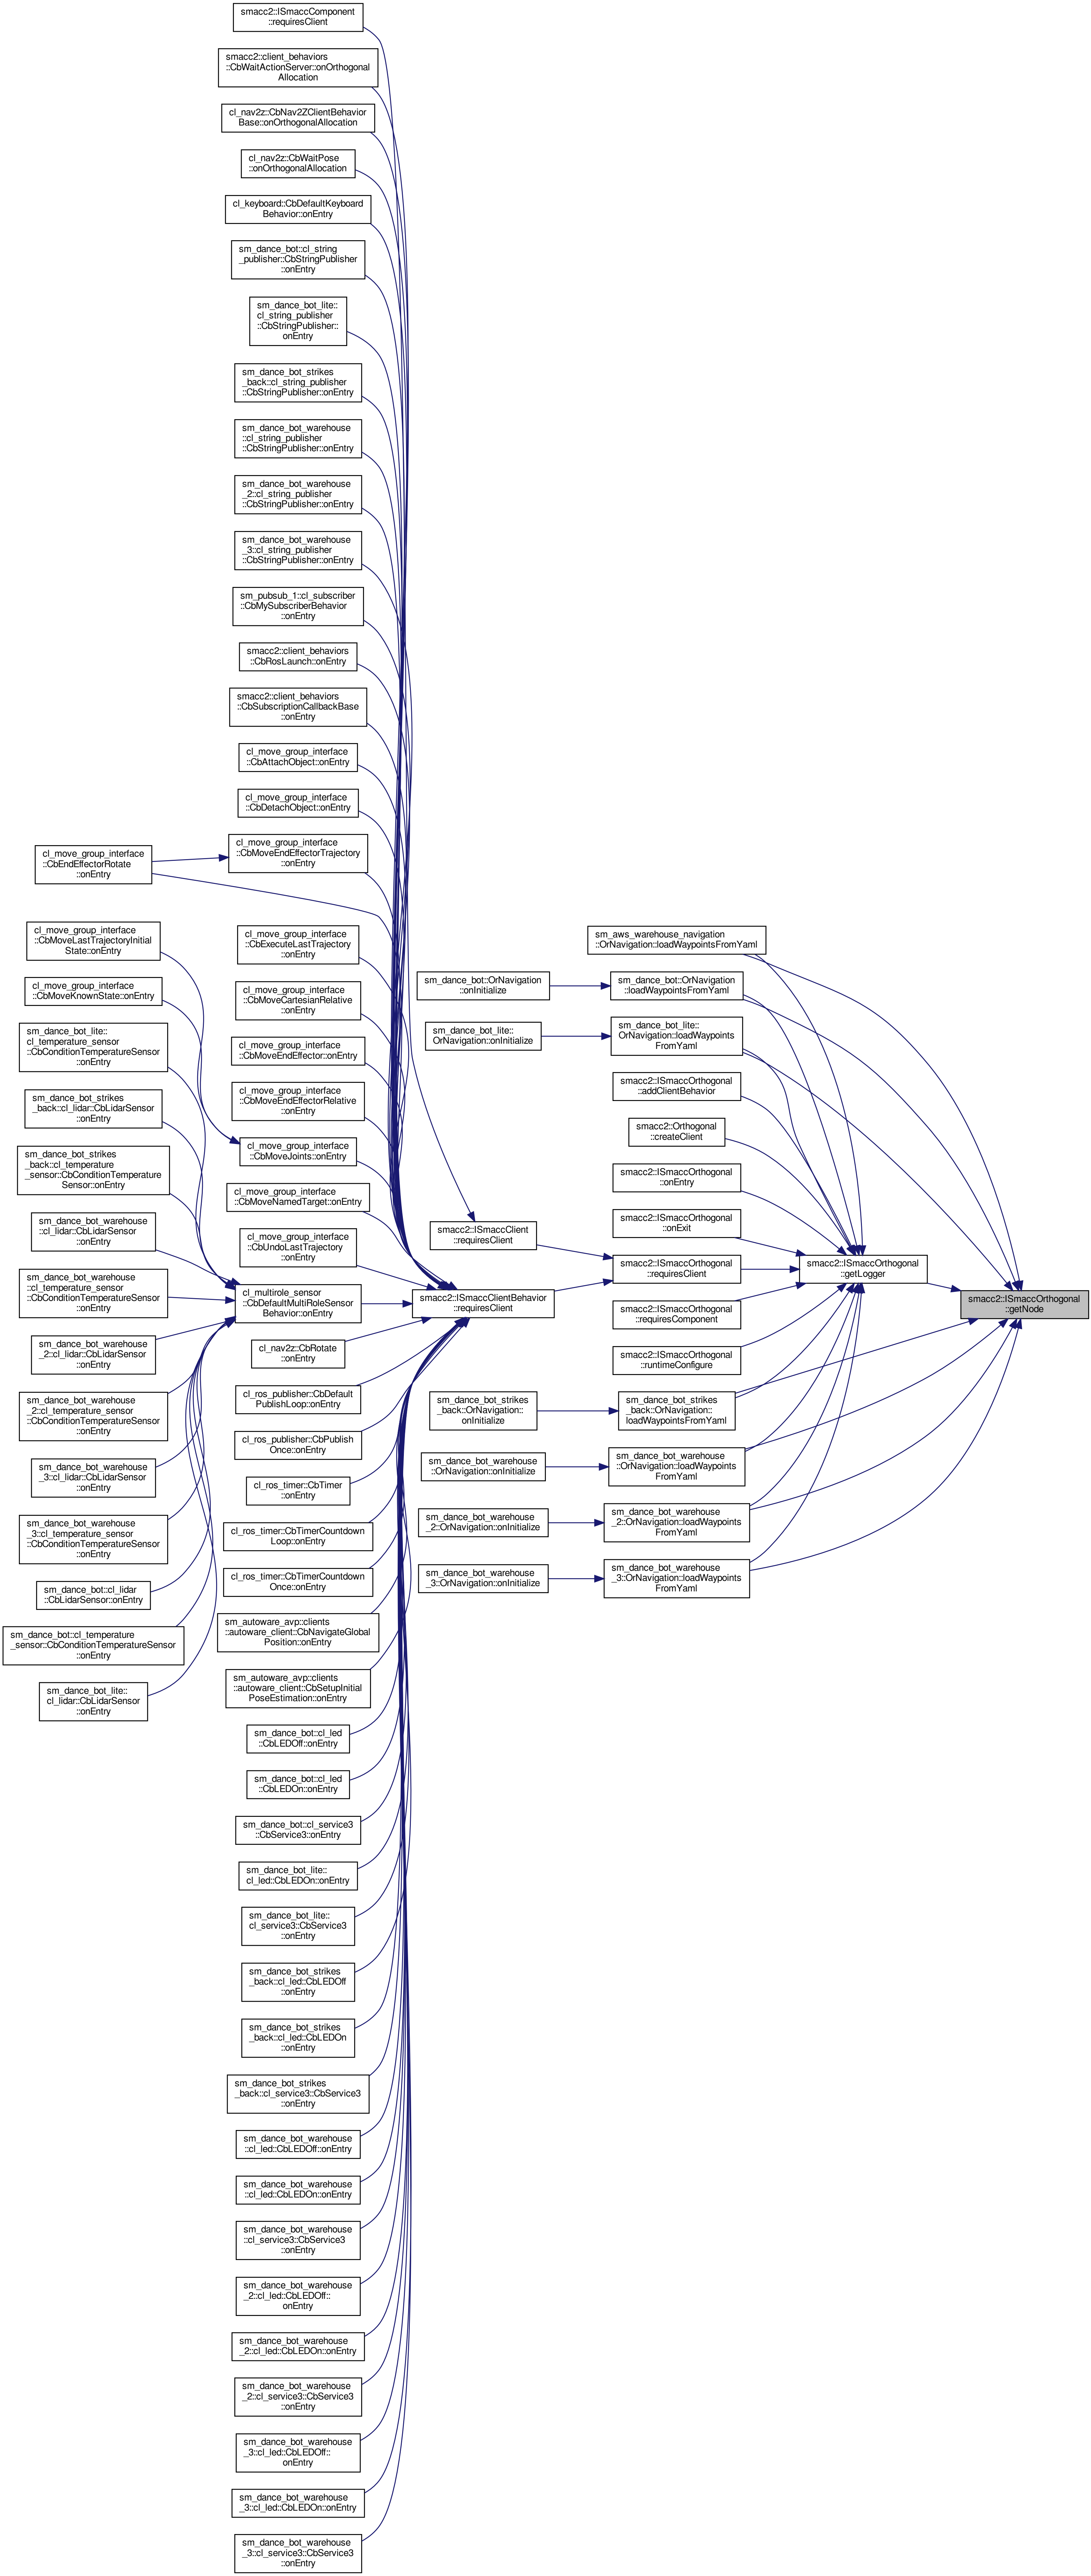 smacc2::ISmaccComponent
::requiresClient
smacc2::client_behaviors
::CbWaitActionServer::onOrthogonal
Allocation
cl_nav2z::CbNav2ZClientBehavior
Base::onOrthogonalAllocation
cl_nav2z::CbWaitPose
::onOrthogonalAllocation
cl_keyboard::CbDefaultKeyboard
Behavior::onEntry
sm_dance_bot::cl_string
_publisher::CbStringPublisher
::onEntry
sm_dance_bot_lite::
cl_string_publisher
::CbStringPublisher::
onEntry
sm_dance_bot_strikes
_back::cl_string_publisher
::CbStringPublisher::onEntry
sm_dance_bot_warehouse
::cl_string_publisher
::CbStringPublisher::onEntry
sm_dance_bot_warehouse
_2::cl_string_publisher
::CbStringPublisher::onEntry
sm_dance_bot_warehouse
_3::cl_string_publisher
::CbStringPublisher::onEntry
sm_pubsub_1::cl_subscriber
::CbMySubscriberBehavior
::onEntry
smacc2::client_behaviors
::CbRosLaunch::onEntry
smacc2::client_behaviors
::CbSubscriptionCallbackBase
::onEntry
cl_move_group_interface
::CbAttachObject::onEntry
cl_move_group_interface
::CbDetachObject::onEntry
cl_move_group_interface
::CbMoveEndEffectorTrajectory
::onEntry
cl_move_group_interface
::CbExecuteLastTrajectory
::onEntry
cl_move_group_interface
::CbMoveCartesianRelative
::onEntry
cl_move_group_interface
::CbMoveEndEffector::onEntry
cl_move_group_interface
::CbMoveEndEffectorRelative
::onEntry
cl_move_group_interface
::CbMoveJoints::onEntry
cl_move_group_interface
::CbMoveNamedTarget::onEntry
cl_move_group_interface
::CbUndoLastTrajectory
::onEntry
cl_multirole_sensor
::CbDefaultMultiRoleSensor
Behavior::onEntry
cl_nav2z::CbRotate
::onEntry
cl_ros_publisher::CbDefault
PublishLoop::onEntry
cl_ros_publisher::CbPublish
Once::onEntry
cl_ros_timer::CbTimer
::onEntry
cl_ros_timer::CbTimerCountdown
Loop::onEntry
cl_ros_timer::CbTimerCountdown
Once::onEntry
sm_autoware_avp::clients
::autoware_client::CbNavigateGlobal
Position::onEntry
sm_autoware_avp::clients
::autoware_client::CbSetupInitial
PoseEstimation::onEntry
sm_dance_bot::cl_led
::CbLEDOff::onEntry
sm_dance_bot::cl_led
::CbLEDOn::onEntry
sm_dance_bot::cl_service3
::CbService3::onEntry
sm_dance_bot_lite::
cl_led::CbLEDOn::onEntry
sm_dance_bot_lite::
cl_service3::CbService3
::onEntry
sm_dance_bot_strikes
_back::cl_led::CbLEDOff
::onEntry
sm_dance_bot_strikes
_back::cl_led::CbLEDOn
::onEntry
sm_dance_bot_strikes
_back::cl_service3::CbService3
::onEntry
sm_dance_bot_warehouse
::cl_led::CbLEDOff::onEntry
sm_dance_bot_warehouse
::cl_led::CbLEDOn::onEntry
sm_dance_bot_warehouse
::cl_service3::CbService3
::onEntry
sm_dance_bot_warehouse
_2::cl_led::CbLEDOff::
onEntry
sm_dance_bot_warehouse
_2::cl_led::CbLEDOn::onEntry
sm_dance_bot_warehouse
_2::cl_service3::CbService3
::onEntry
sm_dance_bot_warehouse
_3::cl_led::CbLEDOff::
onEntry
sm_dance_bot_warehouse
_3::cl_led::CbLEDOn::onEntry
sm_dance_bot_warehouse
_3::cl_service3::CbService3
::onEntry
cl_move_group_interface
::CbEndEffectorRotate
::onEntry
cl_move_group_interface
::CbMoveLastTrajectoryInitial
State::onEntry
cl_move_group_interface
::CbMoveKnownState::onEntry
sm_dance_bot_lite::
cl_temperature_sensor
::CbConditionTemperatureSensor
::onEntry
sm_dance_bot_strikes
_back::cl_lidar::CbLidarSensor
::onEntry
sm_dance_bot_strikes
_back::cl_temperature
_sensor::CbConditionTemperature
Sensor::onEntry
sm_dance_bot_warehouse
::cl_lidar::CbLidarSensor
::onEntry
sm_dance_bot_warehouse
::cl_temperature_sensor
::CbConditionTemperatureSensor
::onEntry
sm_dance_bot_warehouse
_2::cl_lidar::CbLidarSensor
::onEntry
sm_dance_bot_warehouse
_2::cl_temperature_sensor
::CbConditionTemperatureSensor
::onEntry
sm_dance_bot_warehouse
_3::cl_lidar::CbLidarSensor
::onEntry
sm_dance_bot_warehouse
_3::cl_temperature_sensor
::CbConditionTemperatureSensor
::onEntry
sm_dance_bot::cl_lidar
::CbLidarSensor::onEntry
sm_dance_bot::cl_temperature
_sensor::CbConditionTemperatureSensor
::onEntry
sm_dance_bot_lite::
cl_lidar::CbLidarSensor
::onEntry
sm_dance_bot::OrNavigation
::onInitialize
sm_dance_bot_lite::
OrNavigation::onInitialize
smacc2::ISmaccClient
::requiresClient
smacc2::ISmaccClientBehavior
::requiresClient
sm_dance_bot_strikes
_back::OrNavigation::
onInitialize
sm_dance_bot_warehouse
::OrNavigation::onInitialize
sm_dance_bot_warehouse
_2::OrNavigation::onInitialize
sm_dance_bot_warehouse
_3::OrNavigation::onInitialize
sm_aws_warehouse_navigation
::OrNavigation::loadWaypointsFromYaml
sm_dance_bot::OrNavigation
::loadWaypointsFromYaml
sm_dance_bot_lite::
OrNavigation::loadWaypoints
FromYaml
smacc2::ISmaccOrthogonal
::addClientBehavior
smacc2::Orthogonal
::createClient
smacc2::ISmaccOrthogonal
::onEntry
smacc2::ISmaccOrthogonal
::onExit
smacc2::ISmaccOrthogonal
::requiresClient
smacc2::ISmaccOrthogonal
::requiresComponent
smacc2::ISmaccOrthogonal
::runtimeConfigure
sm_dance_bot_strikes
_back::OrNavigation::
loadWaypointsFromYaml
sm_dance_bot_warehouse
::OrNavigation::loadWaypoints
FromYaml
sm_dance_bot_warehouse
_2::OrNavigation::loadWaypoints
FromYaml
sm_dance_bot_warehouse
_3::OrNavigation::loadWaypoints
FromYaml
smacc2::ISmaccOrthogonal
::getLogger
smacc2::ISmaccOrthogonal
::getNode